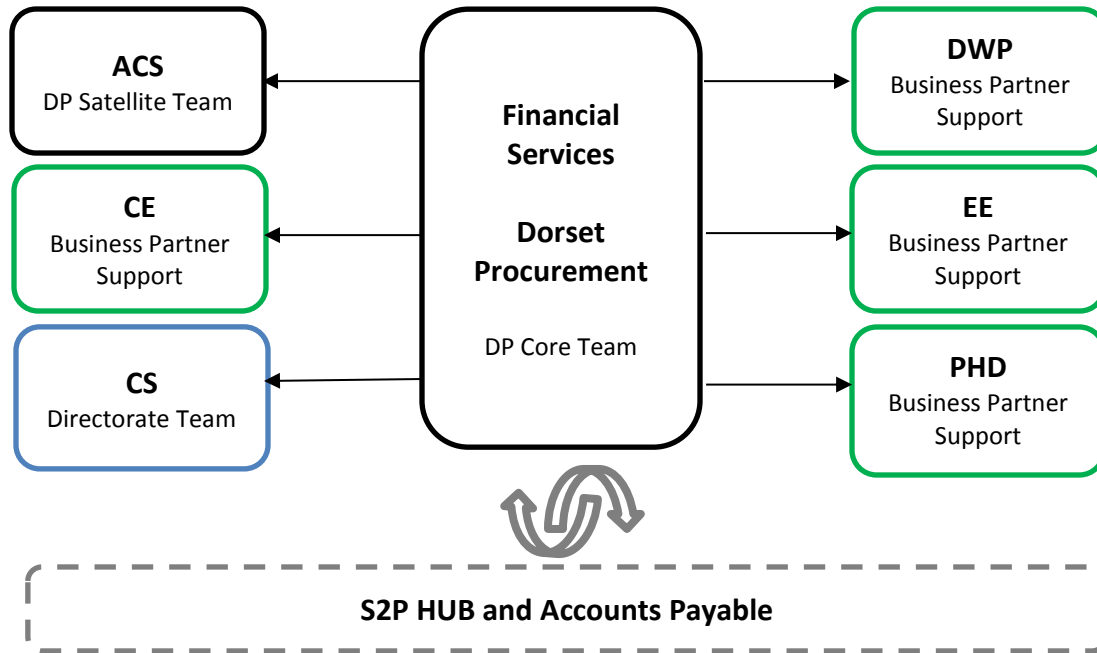 ACS
DP Satellite Team
CE
Business Partner
Support
CS
Directorate Team
Financial
Services
Dorset
Procurement
DP Core Team
DWP
Business Partner
Support
EE
Business Partner
Support
PHD
Business Partner
Support
S2P HUB and Accounts Payable